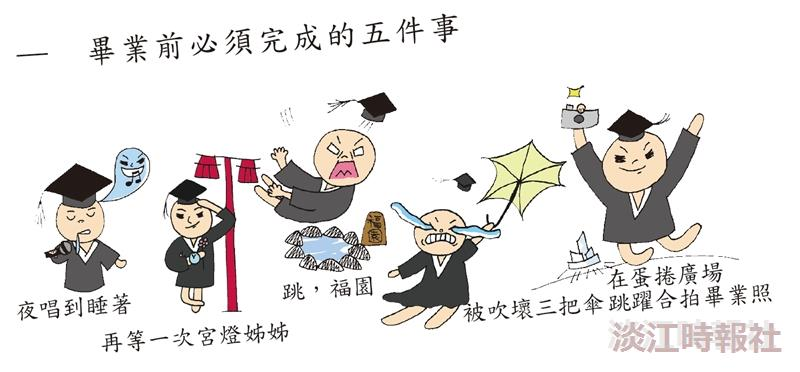 — 畢業前必須完成的五件事
夜唱到睡著
再等一次宮燈姊姊
福園
跳，福園
被吹壞三把傘
在蛋捲廣場
跳躍合拍畢業照
淡江時報社